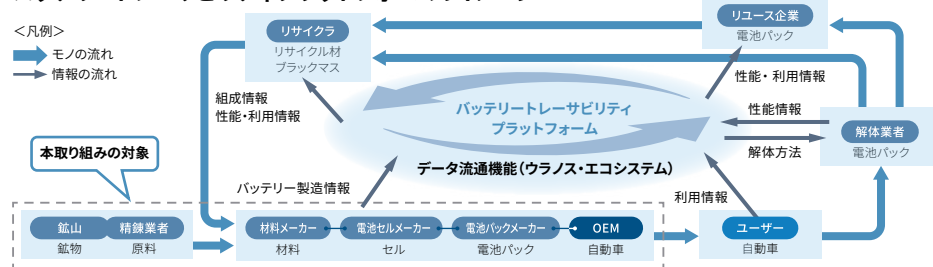 ＜凡例＞
モノの流れ
情報の流れ
リサイクラ
リサイクル材
ブラックマス
リユース企業
電池パック
組成情報
性能・利用情報
性能・利用情報
バッテリートレーサビリティ
プラットフォーム
性能情報
解体業者
電池パック
解体方法
本取り組みの対象
データ流通機能（ウラノス・エコシステム）
バッテリー製造情報
利用情報
鉱山
鉱物
精錬業者
原料
材料メーカー
材料
電池セルメーカー
セル
電池パックメーカー
電池パック
OEM
自動車
ユーザー
自動車